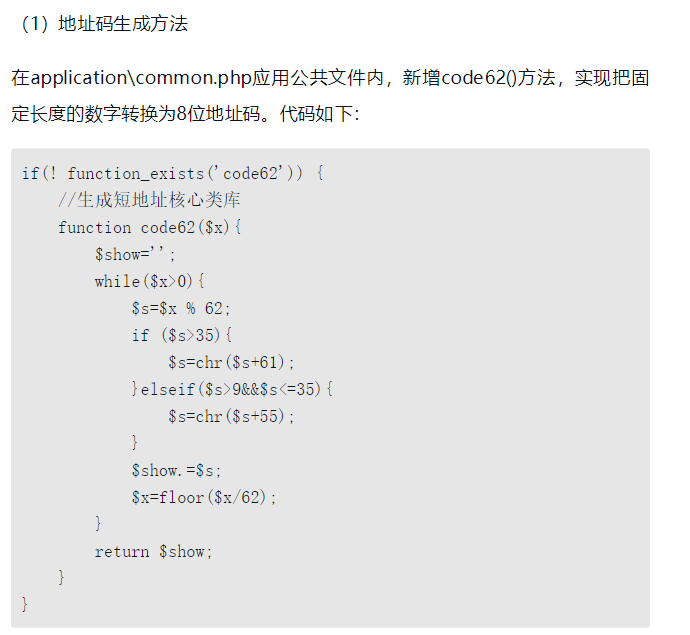 （1）地址码生成方法
在application\common.php应用公共文件内，新增code62()方法，实现把固
定长度的数字转换为8位地址码。代码如下：
if(! function_exists('code62')) {
    //生成短地址核心类库
    function code62($x){
        $show='';
        while($x>0){
            $s=$x % 62;
            if ($s>35){
                $s=chr($s+61);
            }elseif($s>9&&$s<=35){
                $s=chr($s+55);
            }
            $show.=$s;
            $x=floor($x/62);
        }
        return $show;
    }
}